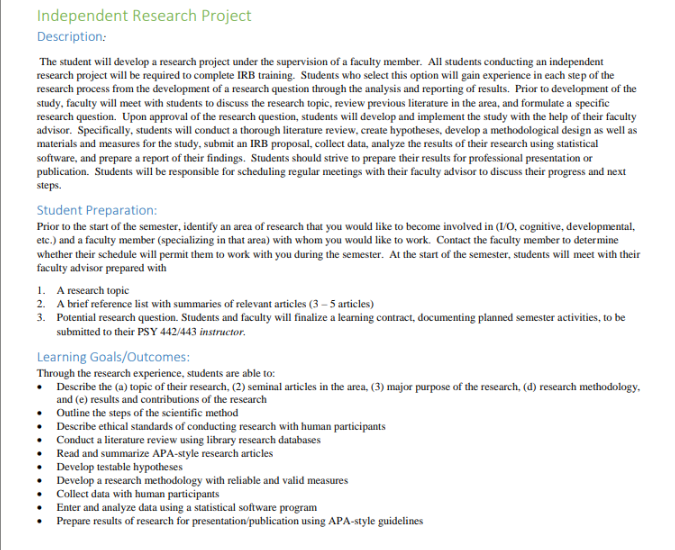 Independent Research Project
Description:
The student will develop a research project under the supervision of a faculty member.  All students conducting an independent
research project will be required to complete IRB training.  Students who select this option will gain experience in each step of the
research process from the development of a research question through the analysis and reporting of results.  Prior to development of the
study, faculty will meet with students to discuss the research topic, review previous literature in the area, and formulate a specific
research question.  Upon approval of the research question, students will develop and implement the study with the help of their faculty
advisor.  Specifically, students will conduct a thorough literature review, create hypotheses, develop a methodological design as well as
materials and measures for the study, submit an IRB proposal, collect data, analyze the results of their research using statistical
software, and prepare a report of their findings.  Students should strive to prepare their results for professional presentation or
publication.  Students will be responsible for scheduling regular meetings with their faculty advisor to discuss their progress and next
steps.
Student Preparation:
Prior to the start of the semester, identify an area of research that you would like to become involved in (I/O, cognitive, developmental,
etc.) and a faculty member (specializing in that area) with whom you would like to work.  Contact the faculty member to determine
whether their schedule will permit them to work with you during the semester.  At the start of the semester, students will meet with their
faculty advisor prepared with
1. A research topic
2. A brief reference list with summaries of relevant articles (3 – 5 articles)
3. Potential research question. Students and faculty will finalize a learning contract, documenting planned semester activities, to be
submitted to their PSY 442/443 instructor.
Learning Goals/Outcomes:
Through the research experience, students are able to:
• Describe the (a) topic of their research, (2) seminal articles in the area, (3) major purpose of the research, (d) research methodology,
and (e) results and contributions of the research
• Outline the steps of the scientific method
• Describe ethical standards of conducting research with human participants
• Conduct a literature review using library research databases
• Read and summarize APA-style research articles
• Develop testable hypotheses
• Develop a research methodology with reliable and valid measures
• Collect data with human participants
• Enter and analyze data using a statistical software program
• Prepare results of research for presentation/publication using APA-style guidelines